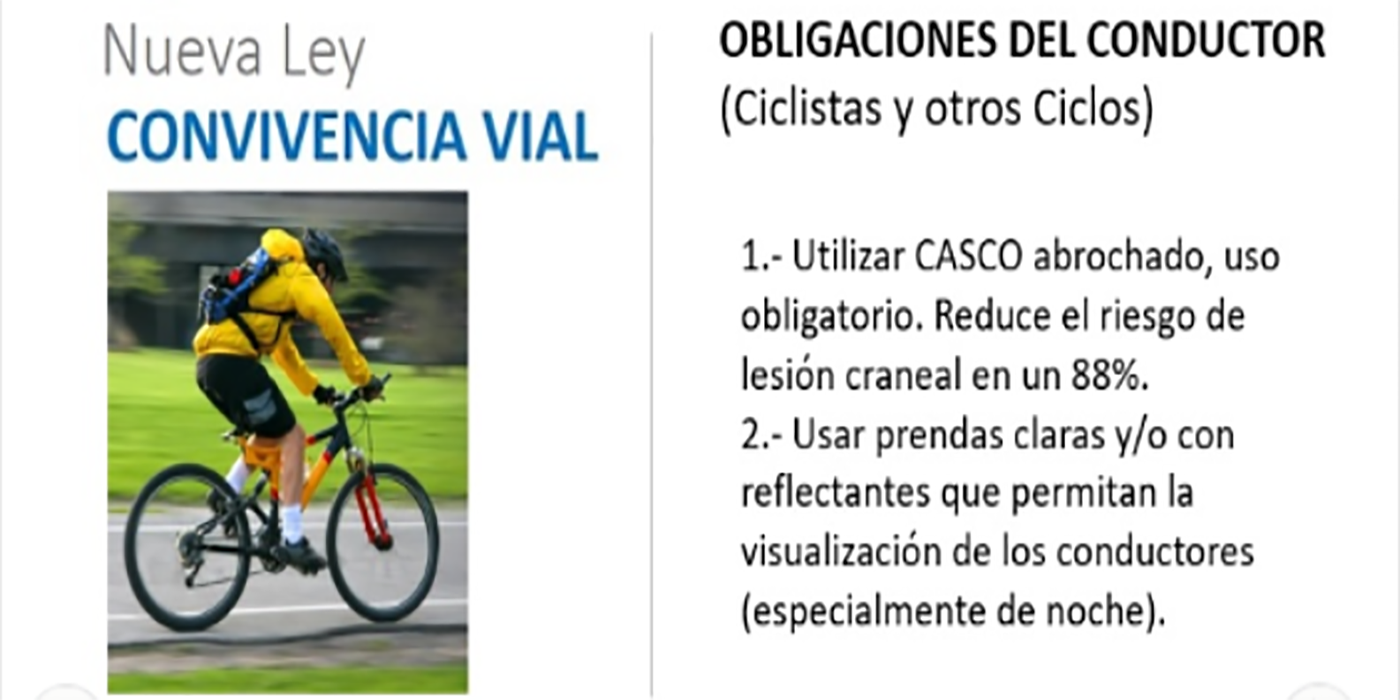 Nueva Ley
CONVIVENCIA VIAL
OBLIGACIONES DEL CONDUCTOR
(Ciclistas y otros Ciclos)
1.- Utilizar CASCO abrochado, uso
obligatorio. Reduce el riesgo de
lesión craneal en un 88%.
2.- Usar prendas claras y/o con
reflectantes que permitan la
visualización de los conductores
(especialmente de noche).